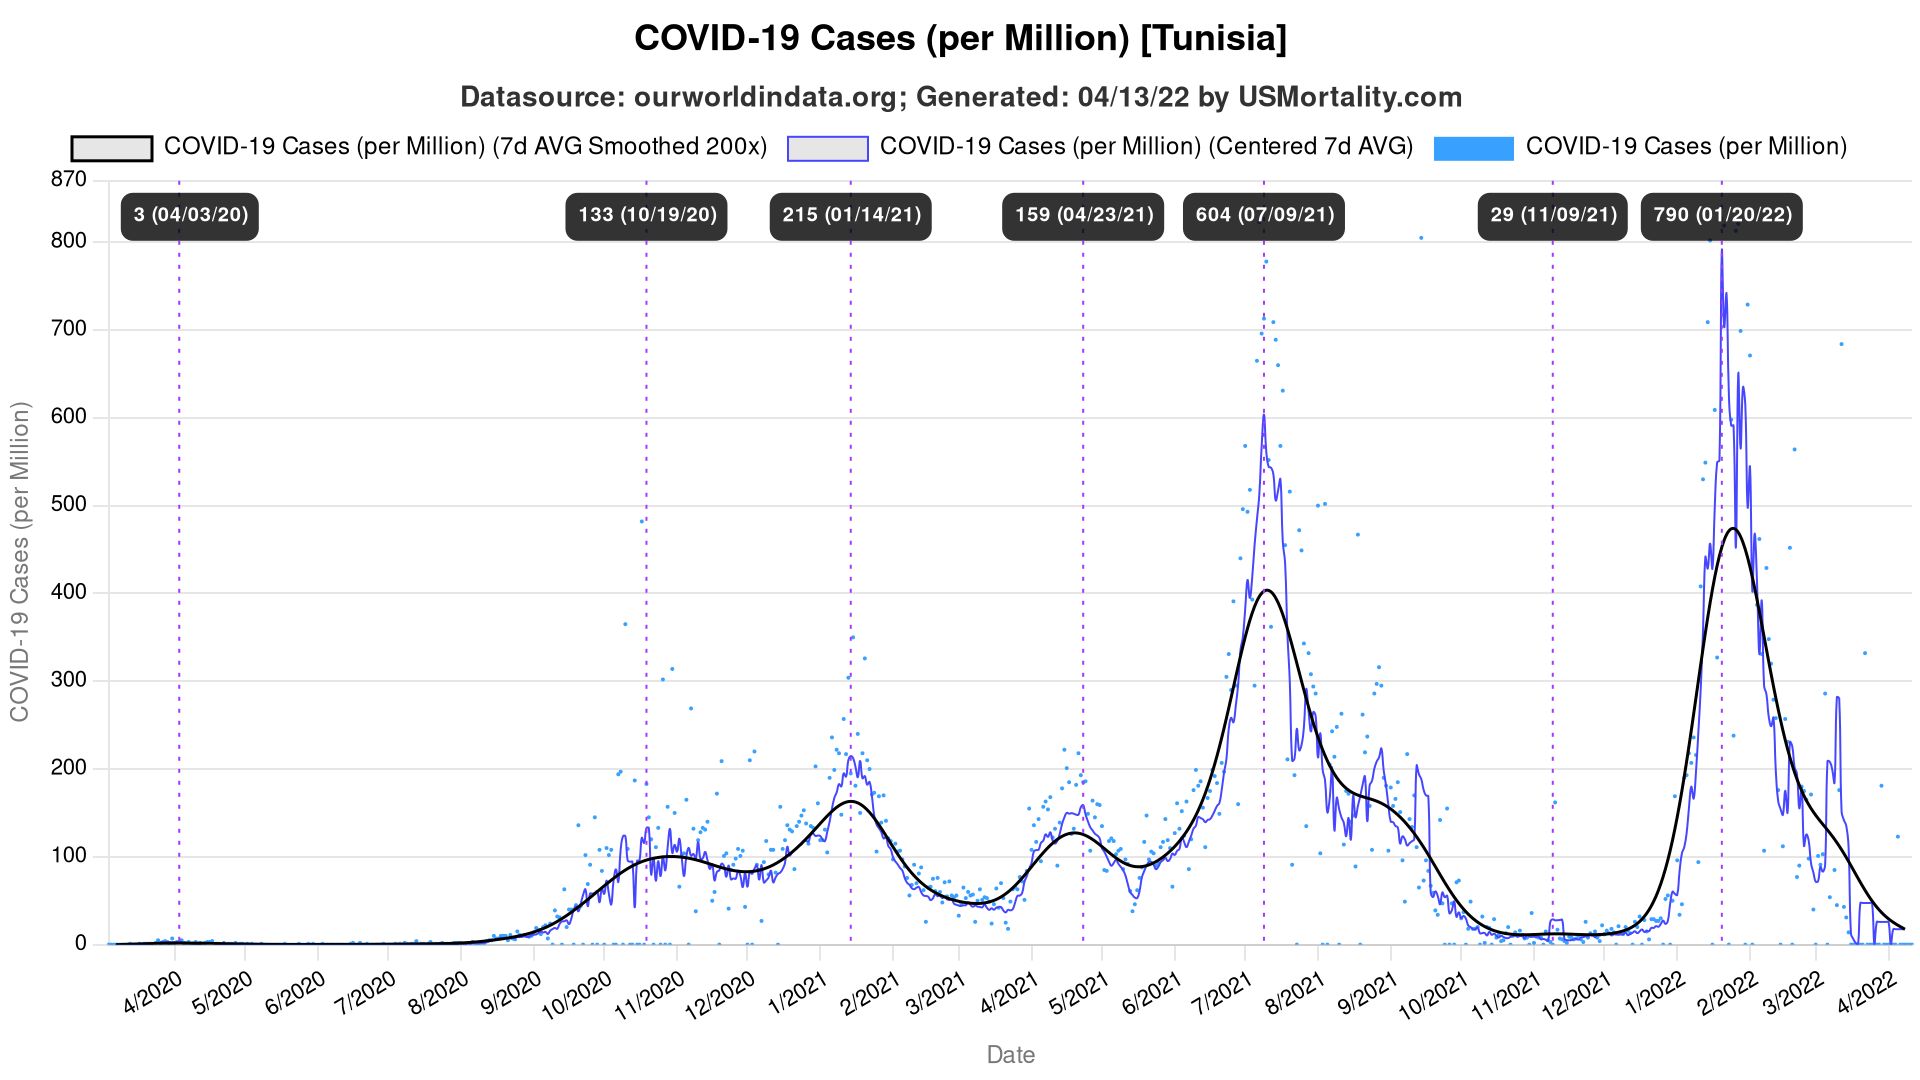 COVID-19 Cases (per Million) [Tunisia]
Datasource: ourworldindata.org; Generated: 04/13/22 by USMortality.com
COVID-19 Cases (per Million) (7d AVG Smoothed 200x) COVID-19 Cases (per Million) (Centered 7d AVG) COVID-19 Cases (per Million)
3 (04/03/20) 133 (10/19/20) 215 (01/14/21) 159 (04/23/21) 604 (07/09/21) 29 (11/09/21) 790 (01/20/22)
COVID-19 Cases (per Million)
870
800
700
600
500
400
300
200
100
0
4/2020 5/2020 6/2020 7/2020 8/2020 9/2020 10/2020 11/2020 12/2020 1/2021 2/2021 3/2021 4/2021 5/2021 6/2021 7/2021 8/2021 9/2021 10/2021 11/2021 12/2021 1/2022 2/2022 3/2022 4/2022
Date